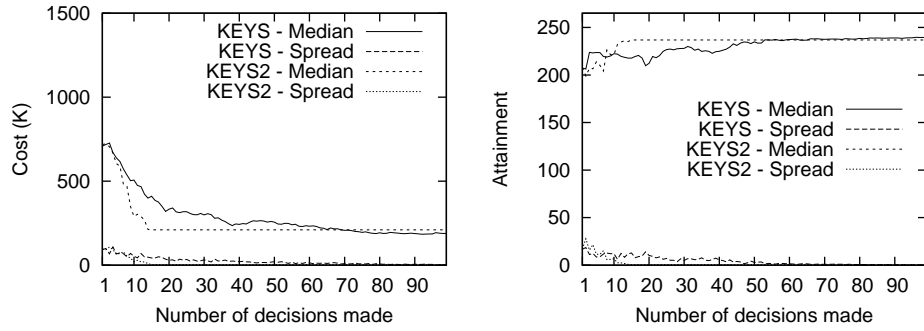 1500
1000
500
0
Cost (K)
KEYS - Median
KEYS - Spread
KEYS2 - Median
KEYS2 - Spread
1 10 20 30 40 50 60 70 80 90
Number of decisions made
250
200
150
100
50
0
Attainment
KEYS - Median
KEYS - Spread
KEYS2 - Median
KEYS2 - Spread
1 10 20 30 40 50 60 70 80 90
Number of decisions made